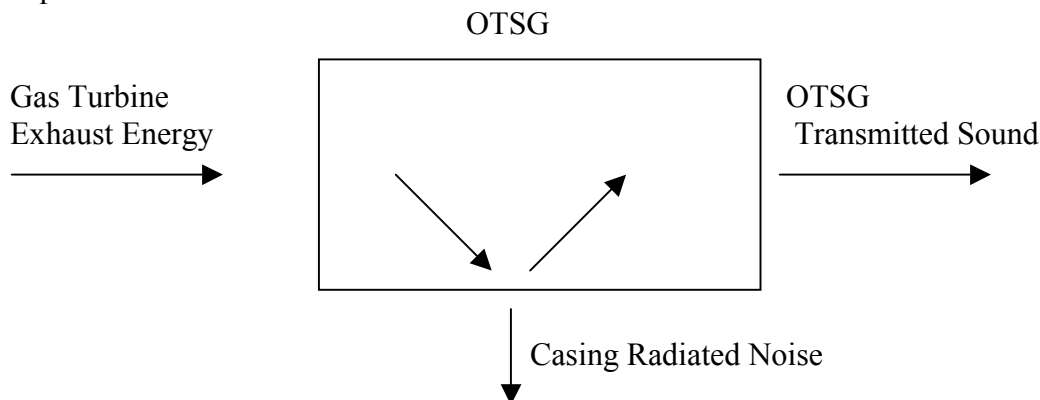 OTSG
Gas Turbine
Exhaust Energy
OTSG
Transmitted Sound
Casing Radiated Noise